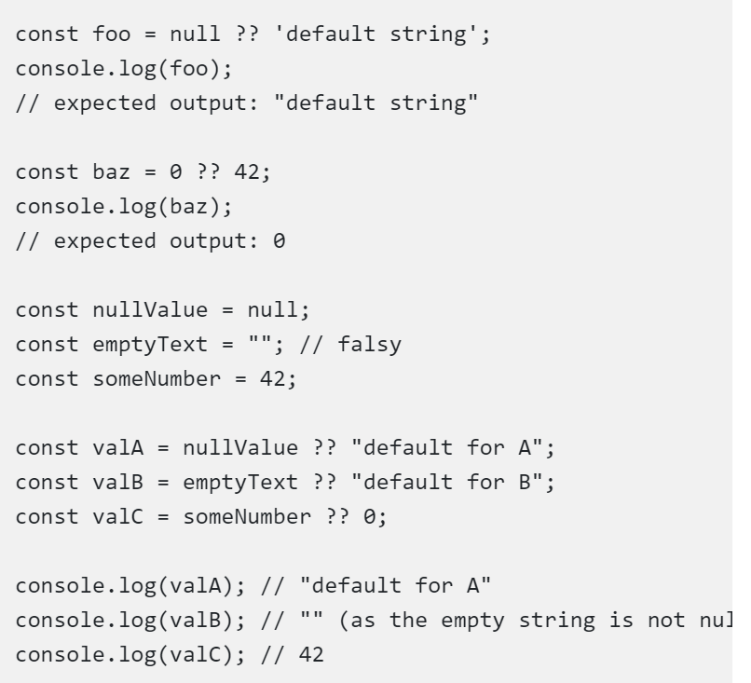 const foo = null ?? 'default string';
console.log(foo);
// expected output: "default string"
const baz = 0 ?? 42;
console.log(baz);
// expected output: 0
const nullValue = null;
const emptyText = ""; // falsy
const someNumber = 42;
const valA = nullValue ?? "default for A";
const valB = emptyText ?? "default for B";
const valC = someNumber ?? 0;
console.log(valA); // "default for A"
console.log(valB); // "" (as the empty string is not nul
console.log(valC); // 42